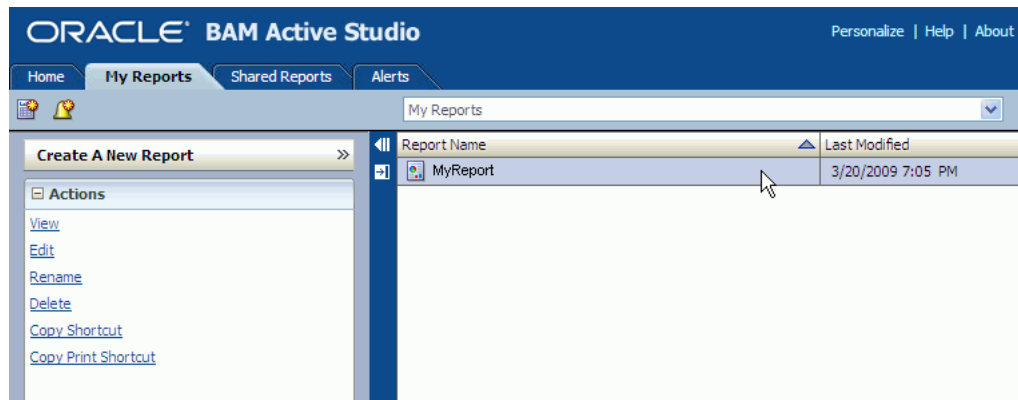 ORACLE BAM Active Studio
Personalize | Help | About
Home My Reports Shared Reports Alerts
My Reports
Create A New Report »
Actions
View
Edit
Rename
Delete
Copy Shortcut
Copy Print Shortcut
Report Name Last Modified
MyReport 3/20/2009 7:05 PM